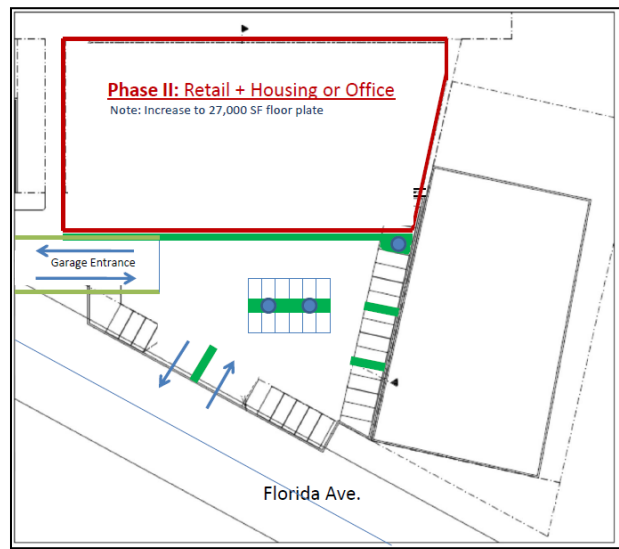 Phase II: Retail + Housing or Office
Note: Increase to 27,000 SF floor plate
Garage Entrance
Florida Ave.